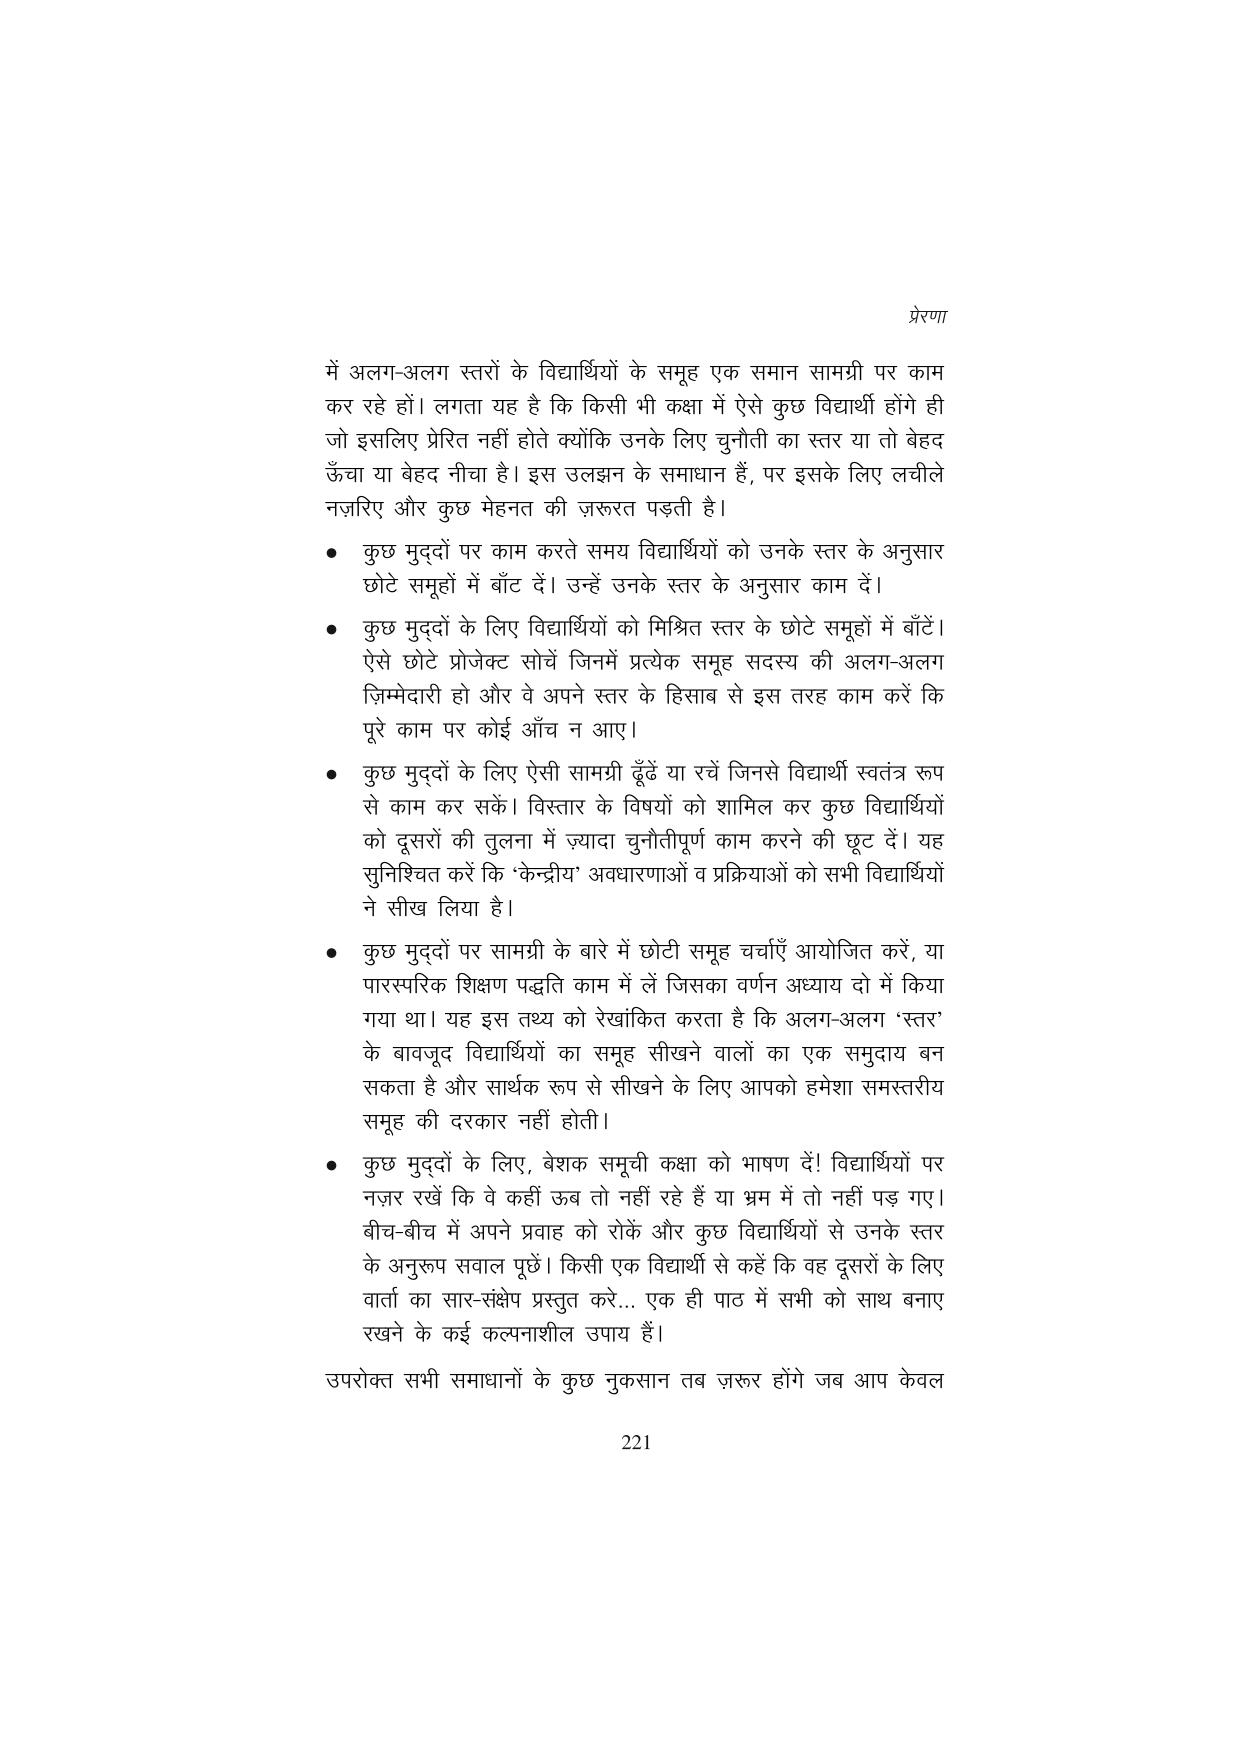 प्रेरणा
में अलग-अलग स्तरों के विद्यार्थियों के समूह एक समान सामग्री पर काम
कर रहे हों। लगता यह है कि किसी भी कक्षा में ऐसे कुछ विद्यार्थी होंगे ही
जो इसलिए प्रेरित नहीं होते क्योंकि उनके लिए चुनौती का स्तर या तो बेहद
ऊँचा या बेहद नीचा है। इस उलझन के समाधान हैं, पर इसके लिए लचीले
नज़रिए और कुछ मेहनत की ज़रूरत पड़ती है।
● कुछ मुद्दों पर काम करते समय विद्यार्थियों को उनके स्तर के अनुसार
छोटे समूहों में बाँट दें। उन्हें उनके स्तर के अनुसार काम दें।
● कुछ मुद्दों के लिए विद्यार्थियों को मिश्रित स्तर के छोटे समूहों में बाँटें।
ऐसे छोटे प्रोजेक्ट सोचें जिनमें प्रत्येक समूह सदस्य की अलग-अलग
ज़िम्मेदारी हो और वे अपने स्तर के हिसाब से इस तरह काम करें कि
पूरे काम पर कोई आँच न आए।
● कुछ मुद्दों के लिए ऐसी सामग्री ढूँढें या रचें जिनसे विद्यार्थी स्वतंत्र रूप
से काम कर सकें। विस्तार के विषयों को शामिल कर कुछ विद्यार्थियों
को दूसरों की तुलना में ज़्यादा चुनौतीपूर्ण काम करने की छूट दें। यह
सुनिश्चित करें कि ‘केन्द्रीय’ अवधारणाओं व प्रक्रियाओं को सभी विद्यार्थियों
ने सीख लिया है।
● कुछ मुद्दों पर सामग्री के बारे में छोटी समूह चर्चाएँ आयोजित करें, या
पारस्परिक शिक्षण पद्धति काम में लें जिसका वर्णन अध्याय दो में किया
गया था। यह इस तथ्य को रेखांकित करता है कि अलग-अलग ‘स्तर’
के बावजूद विद्यार्थियों का समूह सीखने वालों का एक समुदाय बन
सकता है और सार्थक रूप से सीखने के लिए आपको हमेशा समस्तरीय
समूह की दरकार नहीं होती।
● कुछ मुद्दों के लिए, बेशक समूची कक्षा को भाषण दें! विद्यार्थियों पर
नज़र रखें कि वे कहीं ऊब तो नहीं रहे हैं या भ्रम में तो नहीं पड़ गए।
बीच-बीच में अपने प्रवाह को रोकें और कुछ विद्यार्थियों से उनके स्तर
के अनुरूप सवाल पूछें। किसी एक विद्यार्थी से कहें कि वह दूसरों के लिए
वार्ता का सार-संक्षेप प्रस्तुत करे... एक ही पाठ में सभी को साथ बनाए
रखने के कई कल्पनाशील उपाय हैं।
उपरोक्त सभी समाधानों के कुछ नुकसान तब ज़रूर होंगे जब आप केवल
221